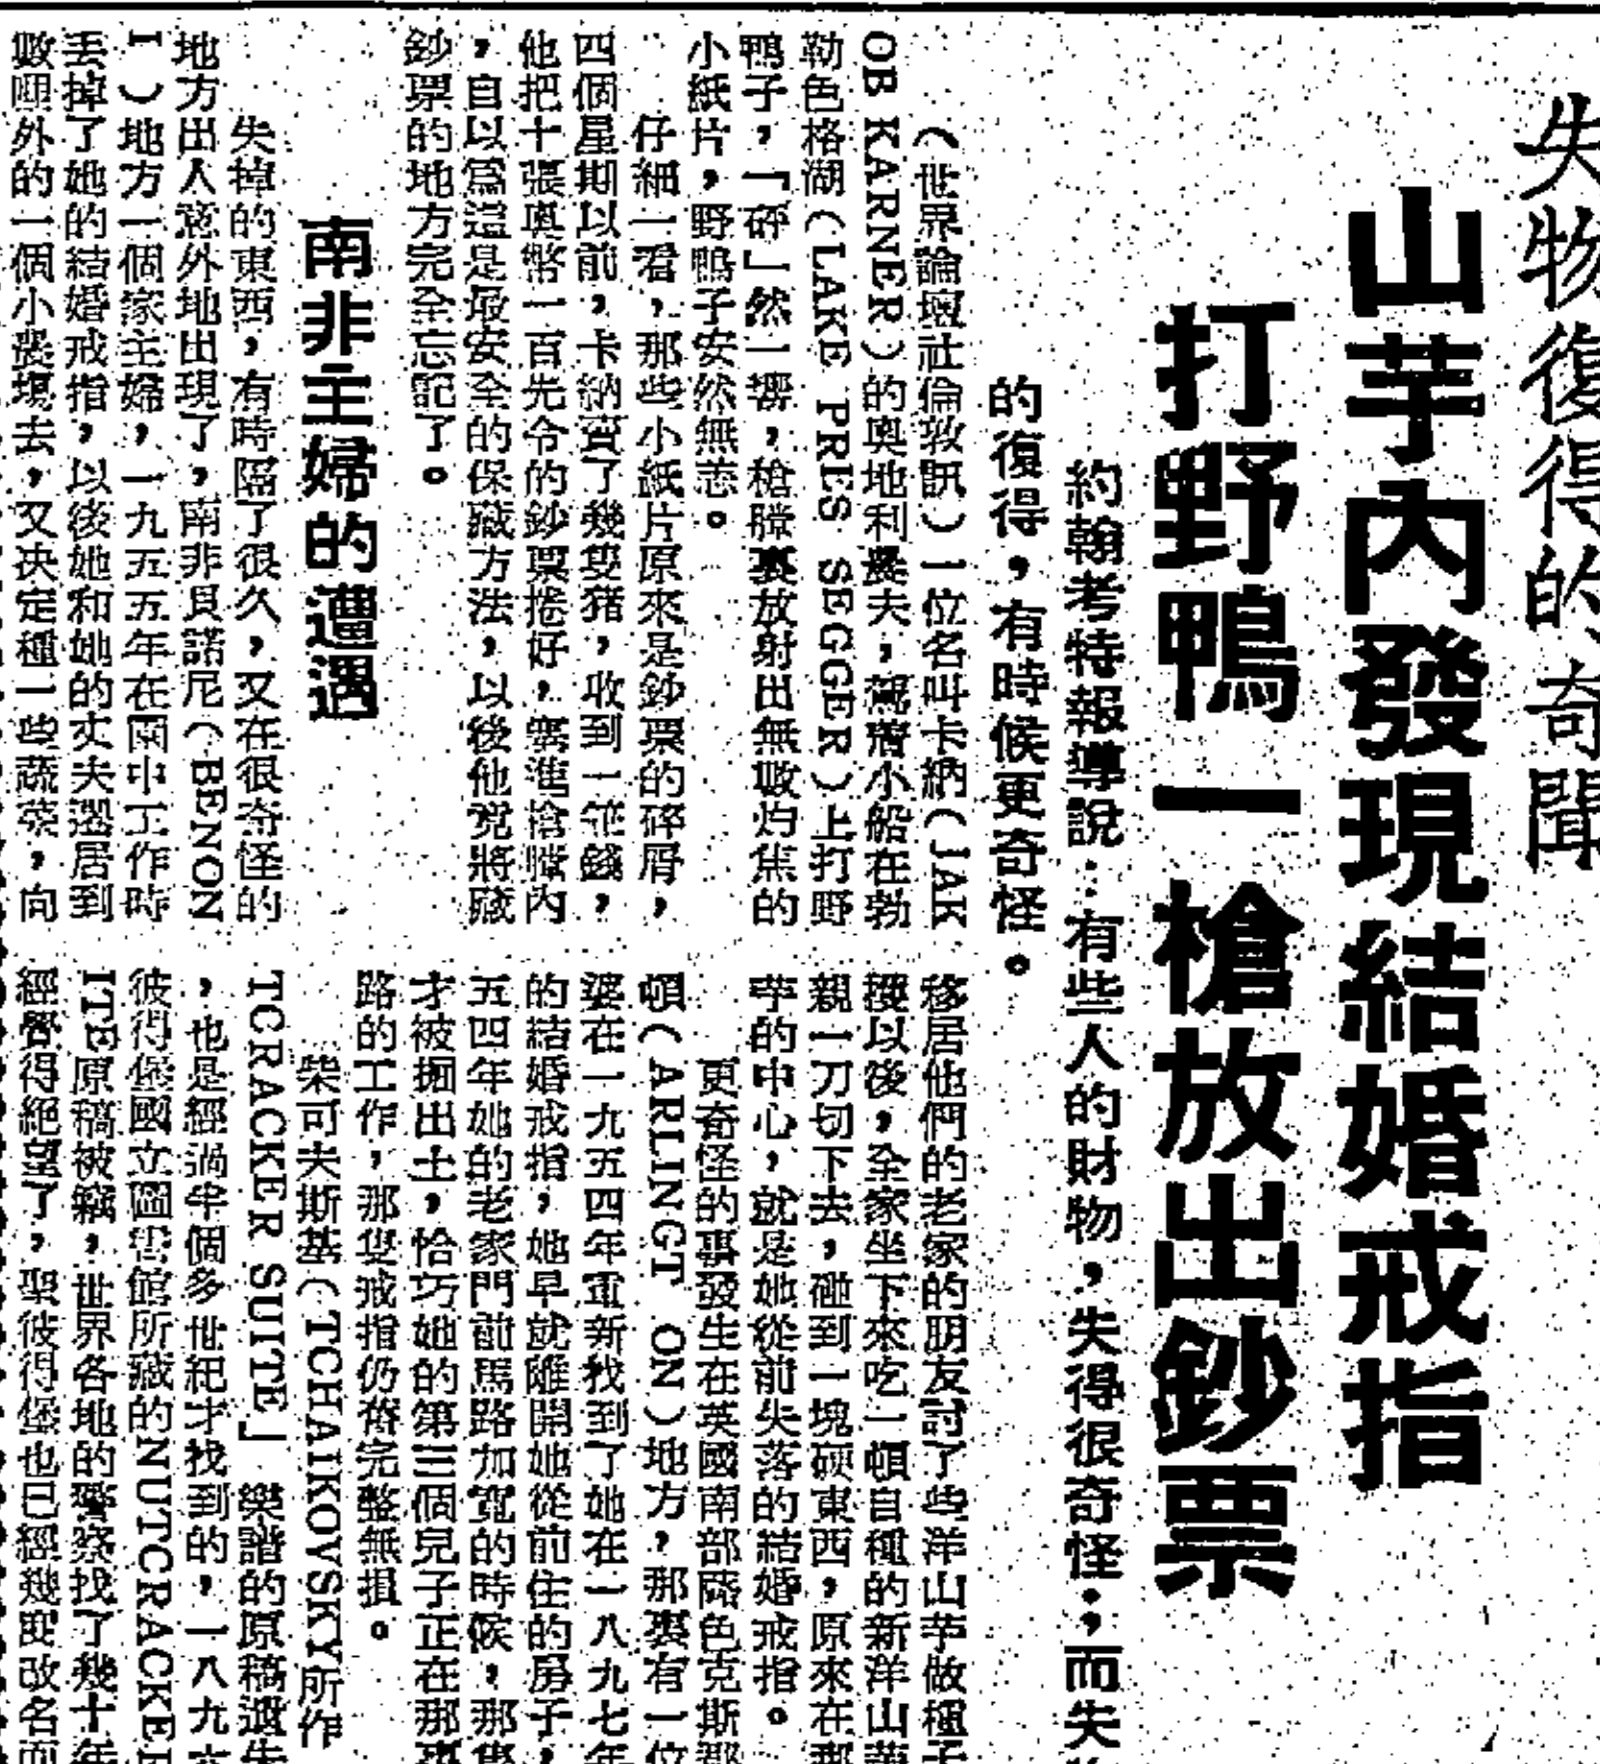 失物復得的奇聞
山芋內發現結婚戒指
打野鴨一槍放出鈔票
約翰考特報導說：有些人的財物，失得很奇怪；而失
的復得，有時候更奇怪。
（世界論壇社倫敦訊）一位名叫卡納（JAK
OB KARNER）的奧地利農夫，駕著小船在勃
勒色格湖（LAKE PRES SEGGER）上打野
鴨子，「砰」然一響，槍膛裏放射出無數灼焦的
小紙片，野鴨子安然無恙。
仔細一看，那些小紙片原來是鈔票的碎屑，
四個星期以前，卡納賣了幾隻猪，收到一筆錢，
他把十張奧幣一百先令的鈔票捲好，塞進槍膛內
，自以爲這是最安全的保藏方法，以後他竟將藏
鈔票的地方完全忘記了。
南非主婦的遭遇
失掉的東西，有時隔了很久，又在很奇怪的
地方出人意外地出現了，南非貝諾尼（BENON
I）地方一個家主婦，一九五五年在園中工作時
丟掉了她的結婚戒指，以後她和她的丈夫遷居到
數哩外的一個小農塲去，又决定種一些蔬菜，向
移居他們的老家的朋友討了些洋山芋做種子
獲以後，全家坐下來吃一頓自種的新洋山芋
親一刀切下去，碰到一塊硬東西，原來在那
芋的中心，就是她從前失落的結婚戒指。
更奇怪的事發生在英國南部薩色克斯郡
頓（ARLINGT ON）地方，那裏有一位
婆在一九五四年重新找到了她在一八九七年
的結婚戒指，她早就離開她從前住的房子，
五四年她的老家門前馬路加寬的時候，那隻
才被掘出土，恰巧她的第三個兒子正在那裏
路的工作，那隻戒指仍舊完整無損。
柴可夫斯基（TCHAIKOVSKY所作
TCRACKER SUITE」樂譜的原稿遺失
，也是經過半個多世紀才找到的，一八九六
彼得堡國立圖書館所藏的NUTCRACKE
ITE原稿被竊，世界各地的警察找了幾十年
經覺得絕望了，聖彼得堡也已經幾度改名而